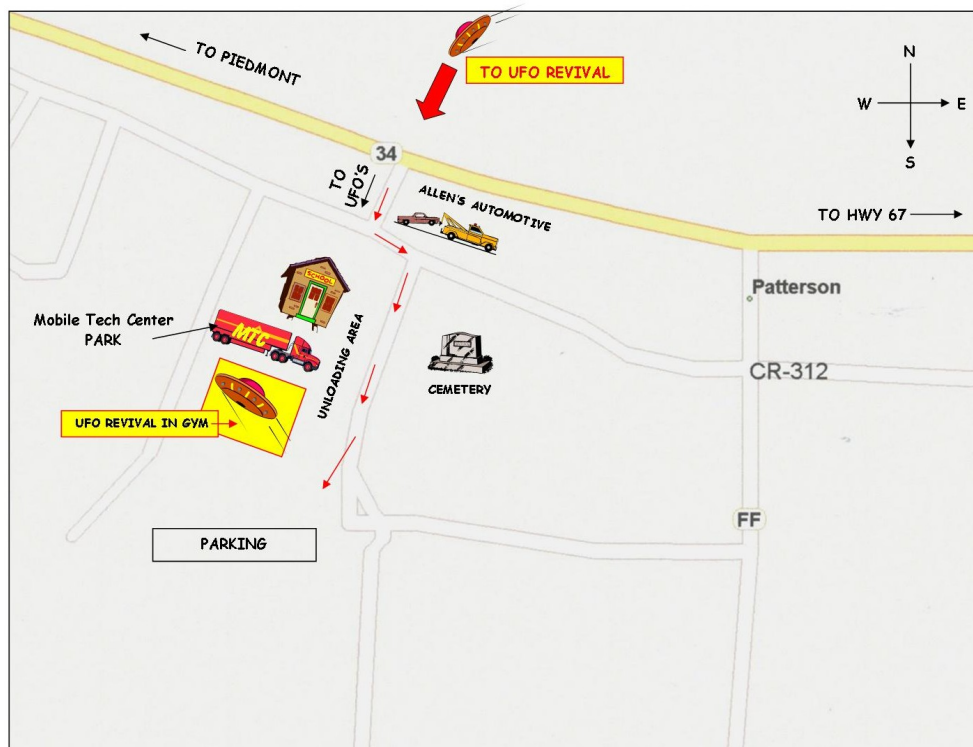 TO PIEDMONT
TO UFO REVIVAL
N
W E
S
34
TO
UFO'S
ALLEN'S AUTOMOTIVE
TO HWY 67
SCHOOL
Patterson
Mobile Tech Center
PARK
MTC
UNLOADING AREA
CEMETERY
CR-312
UFO REVIVAL IN GYM
FF
PARKING